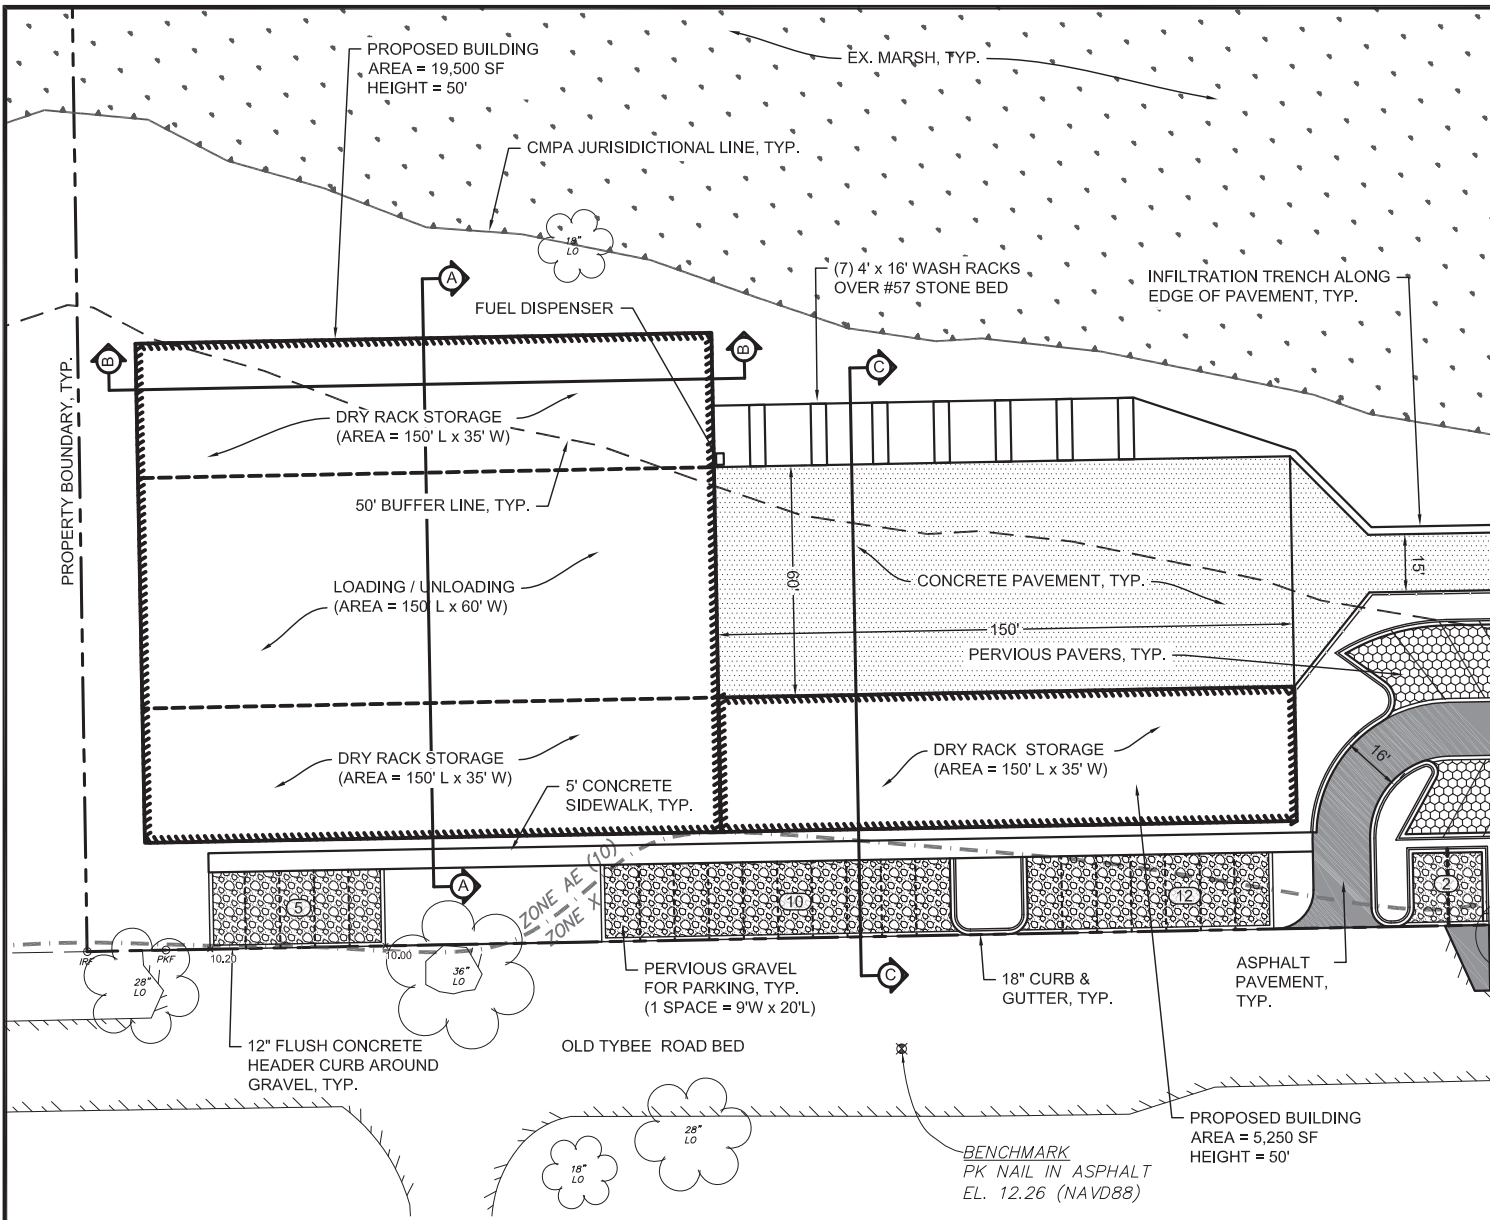 PROPOSED BUILDING
AREA = 19,500 SF
HEIGHT = 50'
EX. MARSH, TYP.
CMPA JURISIDICTIONAL LINE, TYP.
18"
LO
A
(7) 4' x 16' WASH RACKS
OVER #57 STONE BED
INFILTRATION TRENCH ALONG
EDGE OF PAVEMENT, TYP.
FUEL DISPENSER
B
B
C
PROPERTY BOUNDARY, TYP.
DRY RACK STORAGE
(AREA = 150' L x 35' W)
50' BUFFER LINE, TYP.
LOADING / UNLOADING
(AREA = 150' L x 60' W)
60'
CONCRETE PAVEMENT, TYP.
15'
150'
PERVIOUS PAVERS, TYP.
DRY RACK STORAGE
(AREA = 150' L x 35' W)
DRY RACK STORAGE
(AREA = 150' L x 35' W)
16'
5' CONCRETE
SIDEWALK, TYP.
ZONE AE (10)
ZONE X
A
5
10
12
2
IRF
PKF
10.20
10.00
28"
LO
36"
LO
PERVIOUS GRAVEL
FOR PARKING, TYP.
(1 SPACE = 9'W x 20'L)
C
18" CURB &
GUTTER, TYP.
ASPHALT
PAVEMENT,
TYP.
12" FLUSH CONCRETE
HEADER CURB AROUND
GRAVEL, TYP.
OLD TYBEE ROAD BED
28"
LO
18"
LO
BENCHMARK
PK NAIL IN ASPHALT
EL. 12.26 (NAVD88)
PROPOSED BUILDING
AREA = 5,250 SF
HEIGHT = 50'